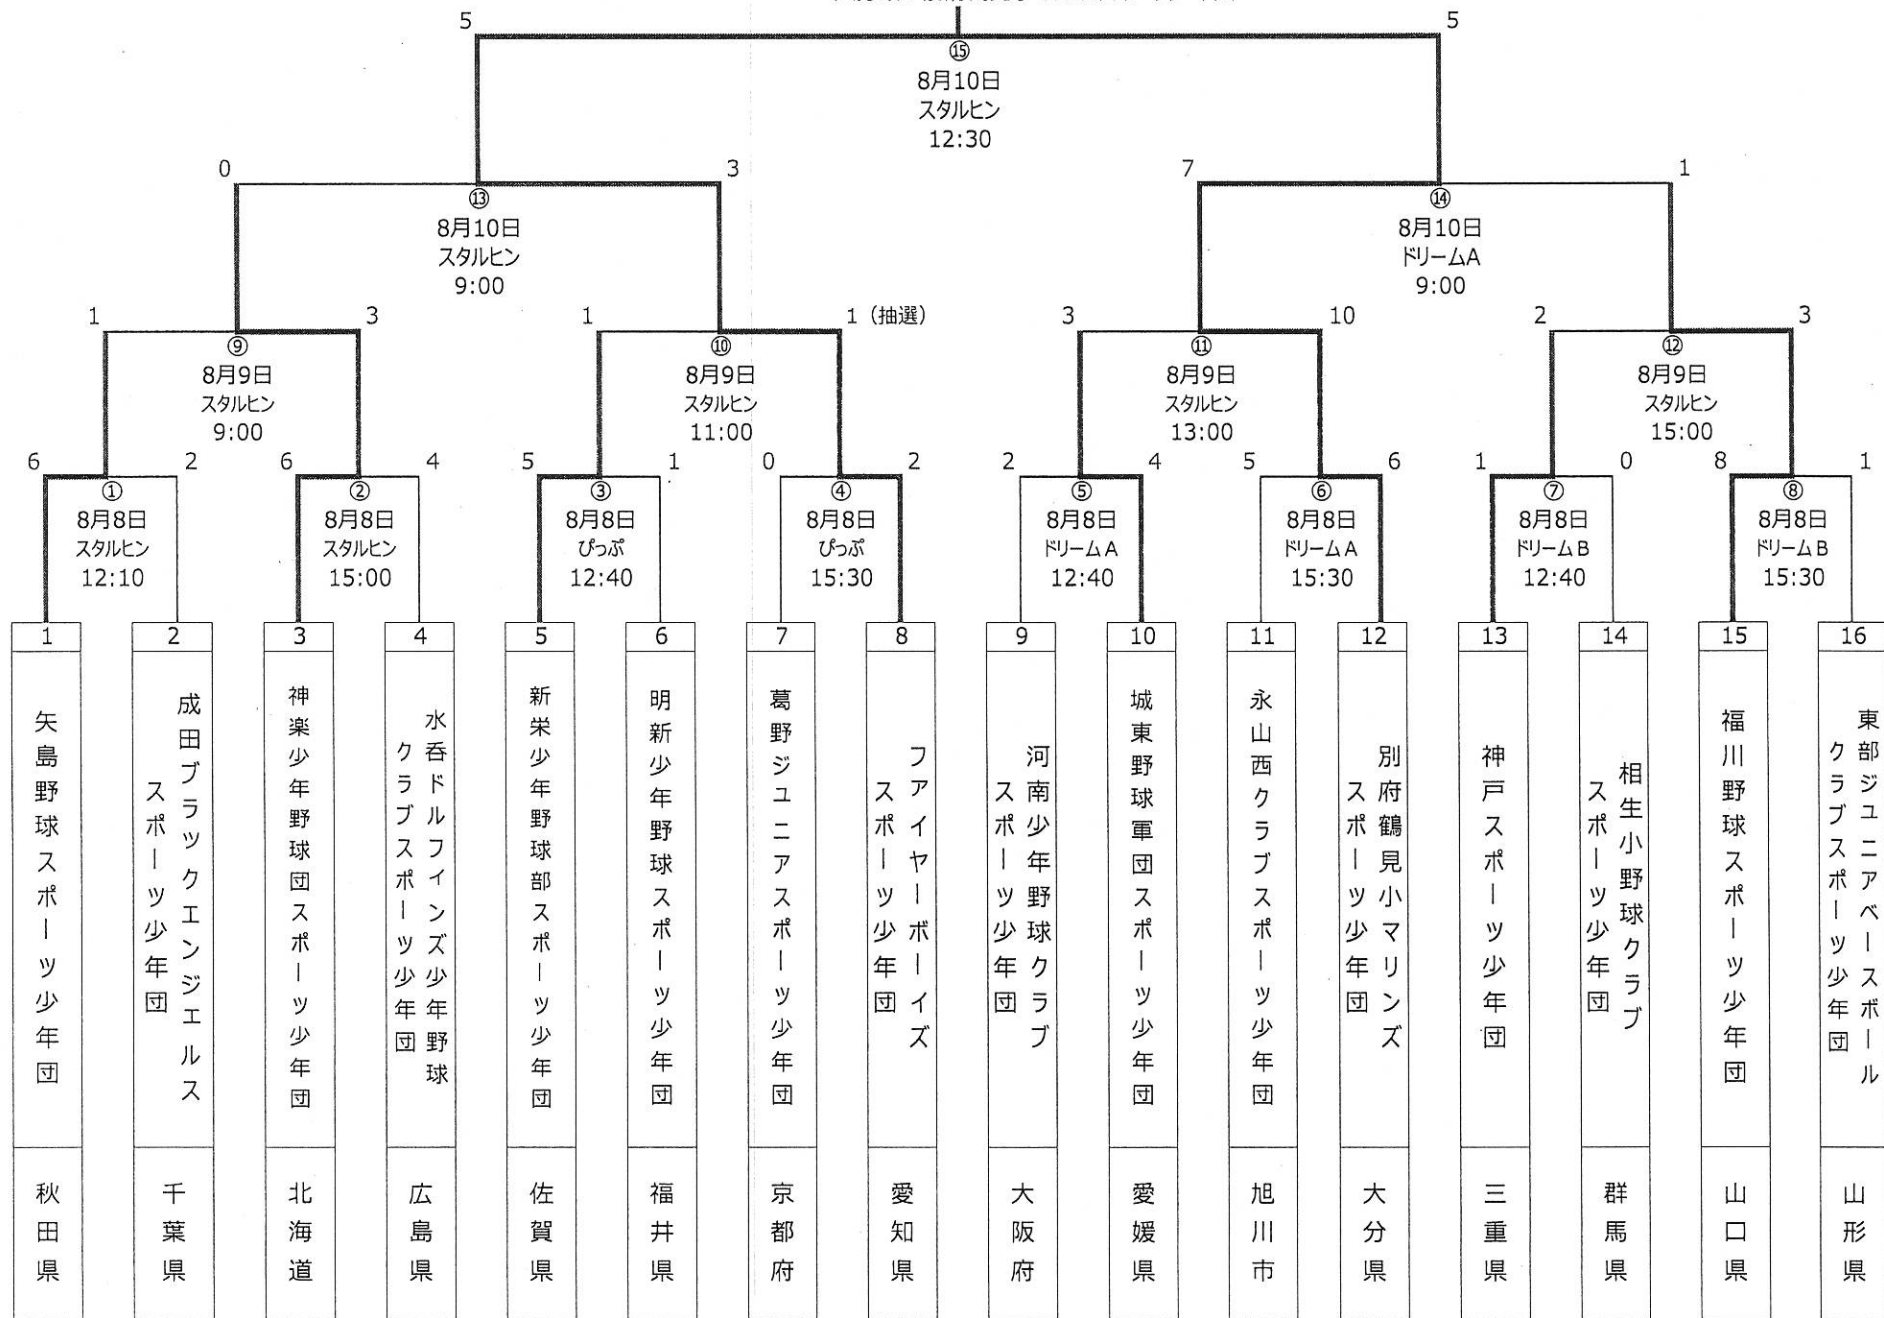 5
5
⑮
8月10日
スタルヒン
12:30
0
3
7
1
⑬
8月10日
スタルヒン
9:00
⑭
8月10日
ドリームA
9:00
1
3
1
1（抽選）
3
10
2
3
⑨
8月9日
スタルヒン
9:00
⑩
8月9日
スタルヒン
11:00
⑪
8月9日
スタルヒン
13:00
⑫
8月9日
スタルヒン
15:00
6
2
6
4
5
1
0
2
2
4
5
6
1
0
8
1
①
8月8日
スタルヒン
12:10
②
8月8日
スタルヒン
15:00
③
8月8日
ぴっぷ
12:40
④
8月8日
ぴっぷ
15:30
⑤
8月8日
ドリームA
12:40
⑥
8月8日
ドリームA
15:30
⑦
8月8日
ドリームB
12:40
⑧
8月8日
ドリームB
15:30
1
矢島野球スポーツ少年団
秋田県
2
成田ブラックエンジェルス
スポーツ少年団
千葉県
3
神楽少年野球団スポーツ少年団
北海道
4
水呑ドルフィンズ少年野球
クラブスポーツ少年団
広島県
5
新栄少年野球部スポーツ少年団
佐賀県
6
明新少年野球スポーツ少年団
福井県
7
葛野ジュニアスポーツ少年団
京都府
8
ファイヤーボーイズ
スポーツ少年団
愛知県
9
河南少年野球クラブ
スポーツ少年団
大阪府
10
城東野球軍団スポーツ少年団
愛媛県
11
永山西クラブスポーツ少年団
旭川市
12
別府鶴見小マリンズ
スポーツ少年団
大分県
13
神戸スポーツ少年団
三重県
14
相生小野球クラブ
スポーツ少年団
群馬県
15
福川野球スポーツ少年団
山口県
16
東部ジュニアベースボール
クラブスポーツ少年団
山形県